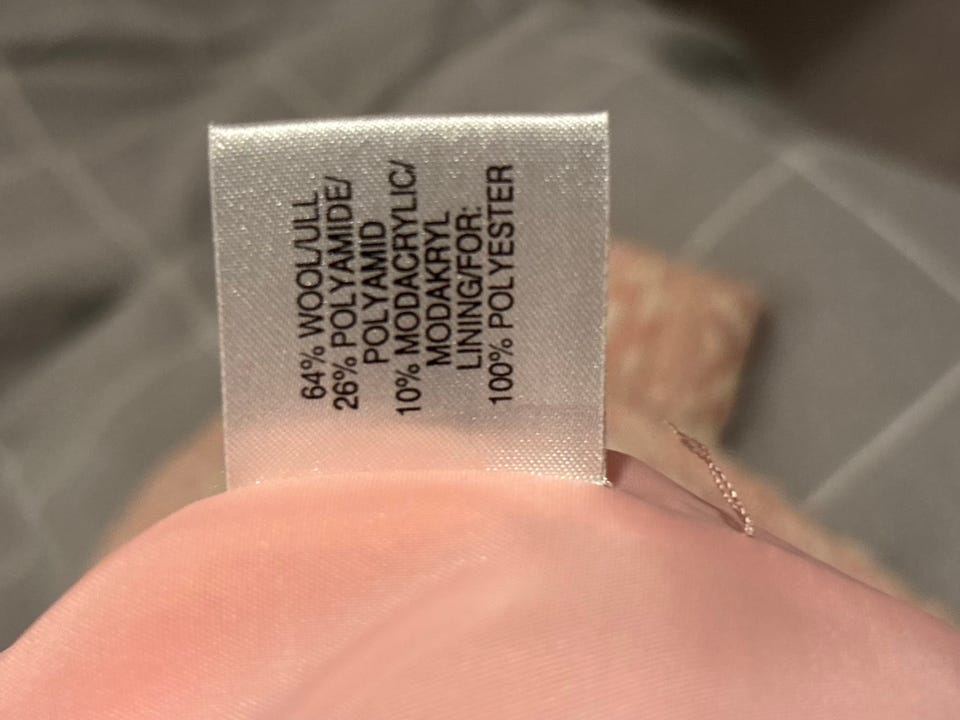 64% WOOL/ULL
26% POLYAMIDE/
POLYAMID
10% MODACRYLIC/
MODAKRYL
LINING/FOR:
100% POLYESTER